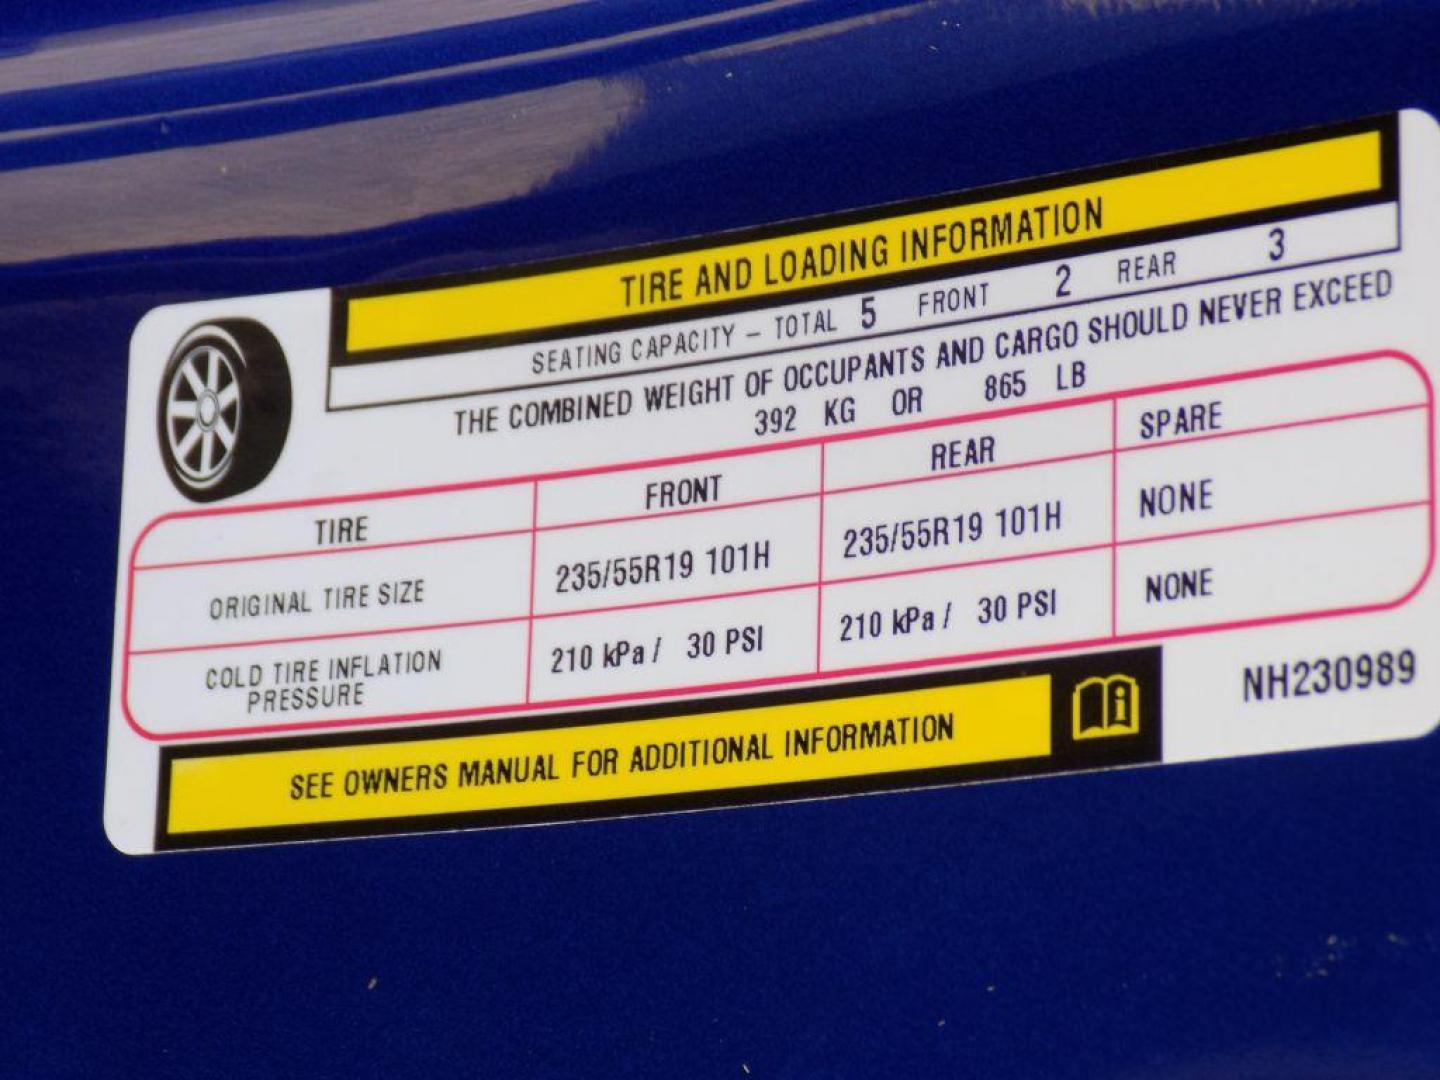 TIRE AND LOADING INFORMATION
SEATING CAPACITY – TOTAL 5 FRONT 2 REAR 3
THE COMBINED WEIGHT OF OCCUPANTS AND CARGO SHOULD NEVER EXCEED
392 KG OR 865 LB
TIRE FRONT REAR SPARE
ORIGINAL TIRE SIZE 235/55R19 101H 235/55R19 101H NONE
COLD TIRE INFLATION
PRESSURE 210 kPa / 30 PSI 210 kPa / 30 PSI NONE
SEE OWNERS MANUAL FOR ADDITIONAL INFORMATION
NH230989